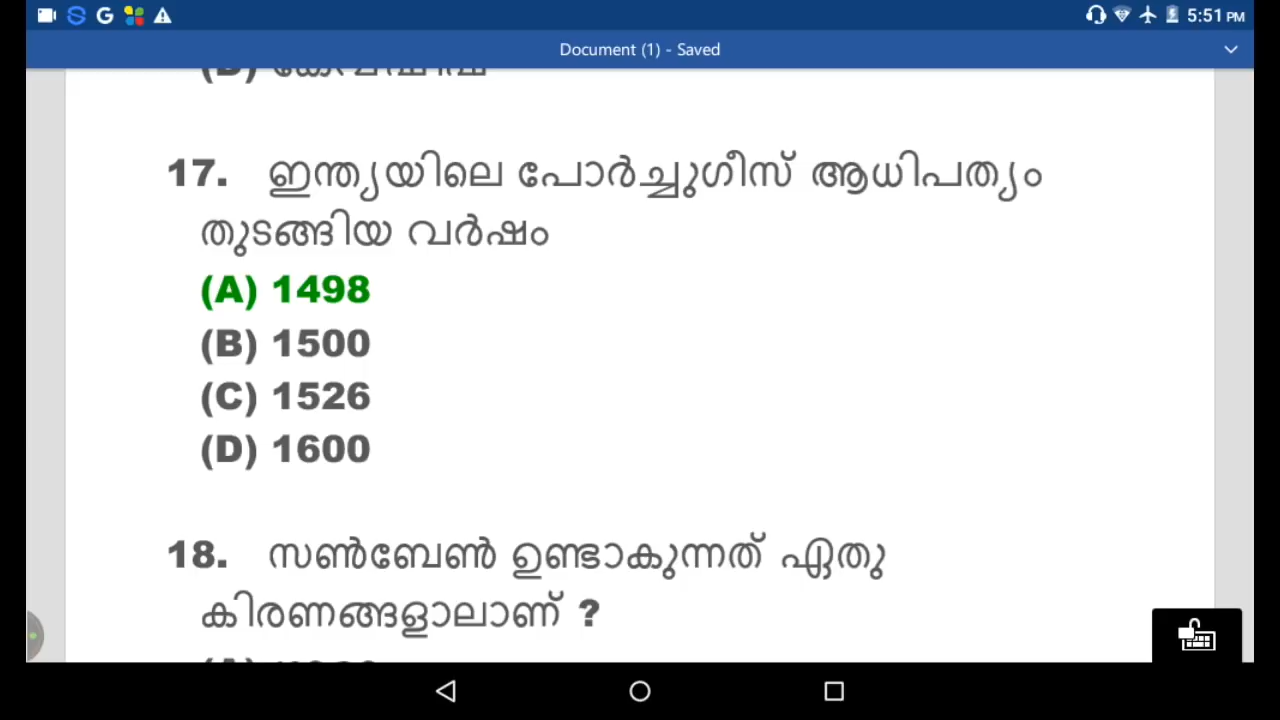 5:51 PM
Document (1) - Saved
17. ഇന്ത്യയിലെ പോർച്ചുഗീസ് ആധിപത്യം
തുടങ്ങിയ വർഷം
(A) 1498
(B) 1500
(C) 1526
(D) 1600
18. സൺബേൺ ഉണ്ടാകുന്നത് ഏതു
കിരണങ്ങളാലാണ് ?